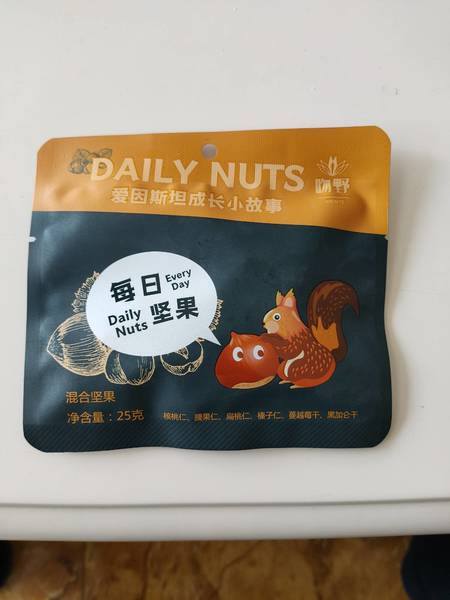 DAILY NUTS
吻野
爱因斯坦成长小故事
每日 Every Day
Daily Nuts 坚果
混合坚果
净含量：25克
核桃仁、腰果仁、扁桃仁、榛子仁、蔓越莓干、黑加仑干